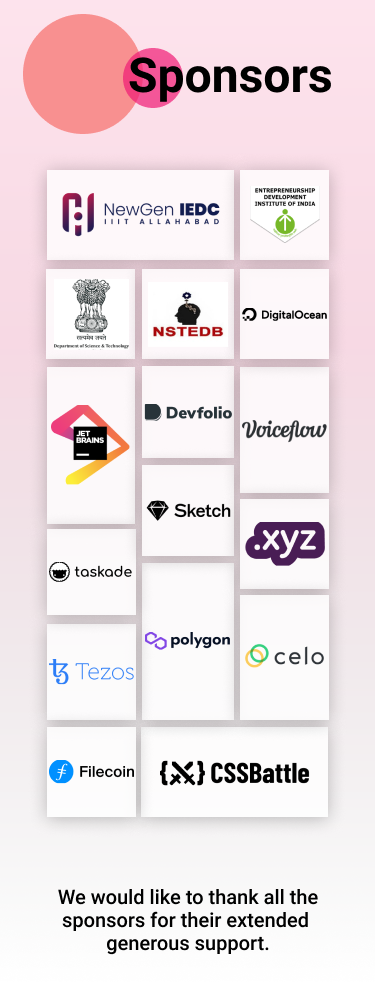 Sponsors
NewGen IEDC
IIIT ALLAHABAD
ENTREPRENEURSHIP
DEVELOPMENT
INSTITUTE OF INDIA
सत्यमेव जयते
Department of Science & Technology
NSTEDB
DigitalOcean
JET
BRAINS
Devfolio
Voiceflow
Sketch
.xyz
taskade
polygon
Tezos
celo
Filecoin
{X} CSSBattle
We would like to thank all the
sponsors for their extended
generous support.